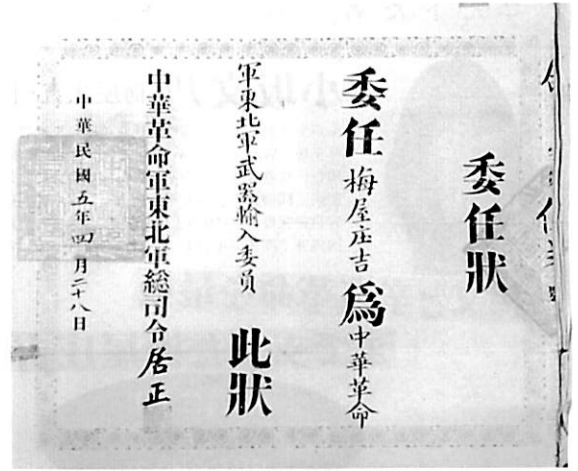 委任狀
委任梅屋庄吉爲中華革命
軍東北軍武器輸入委員 此狀
中華革命軍東北軍總司令居正
中華民國五年四月二十八日